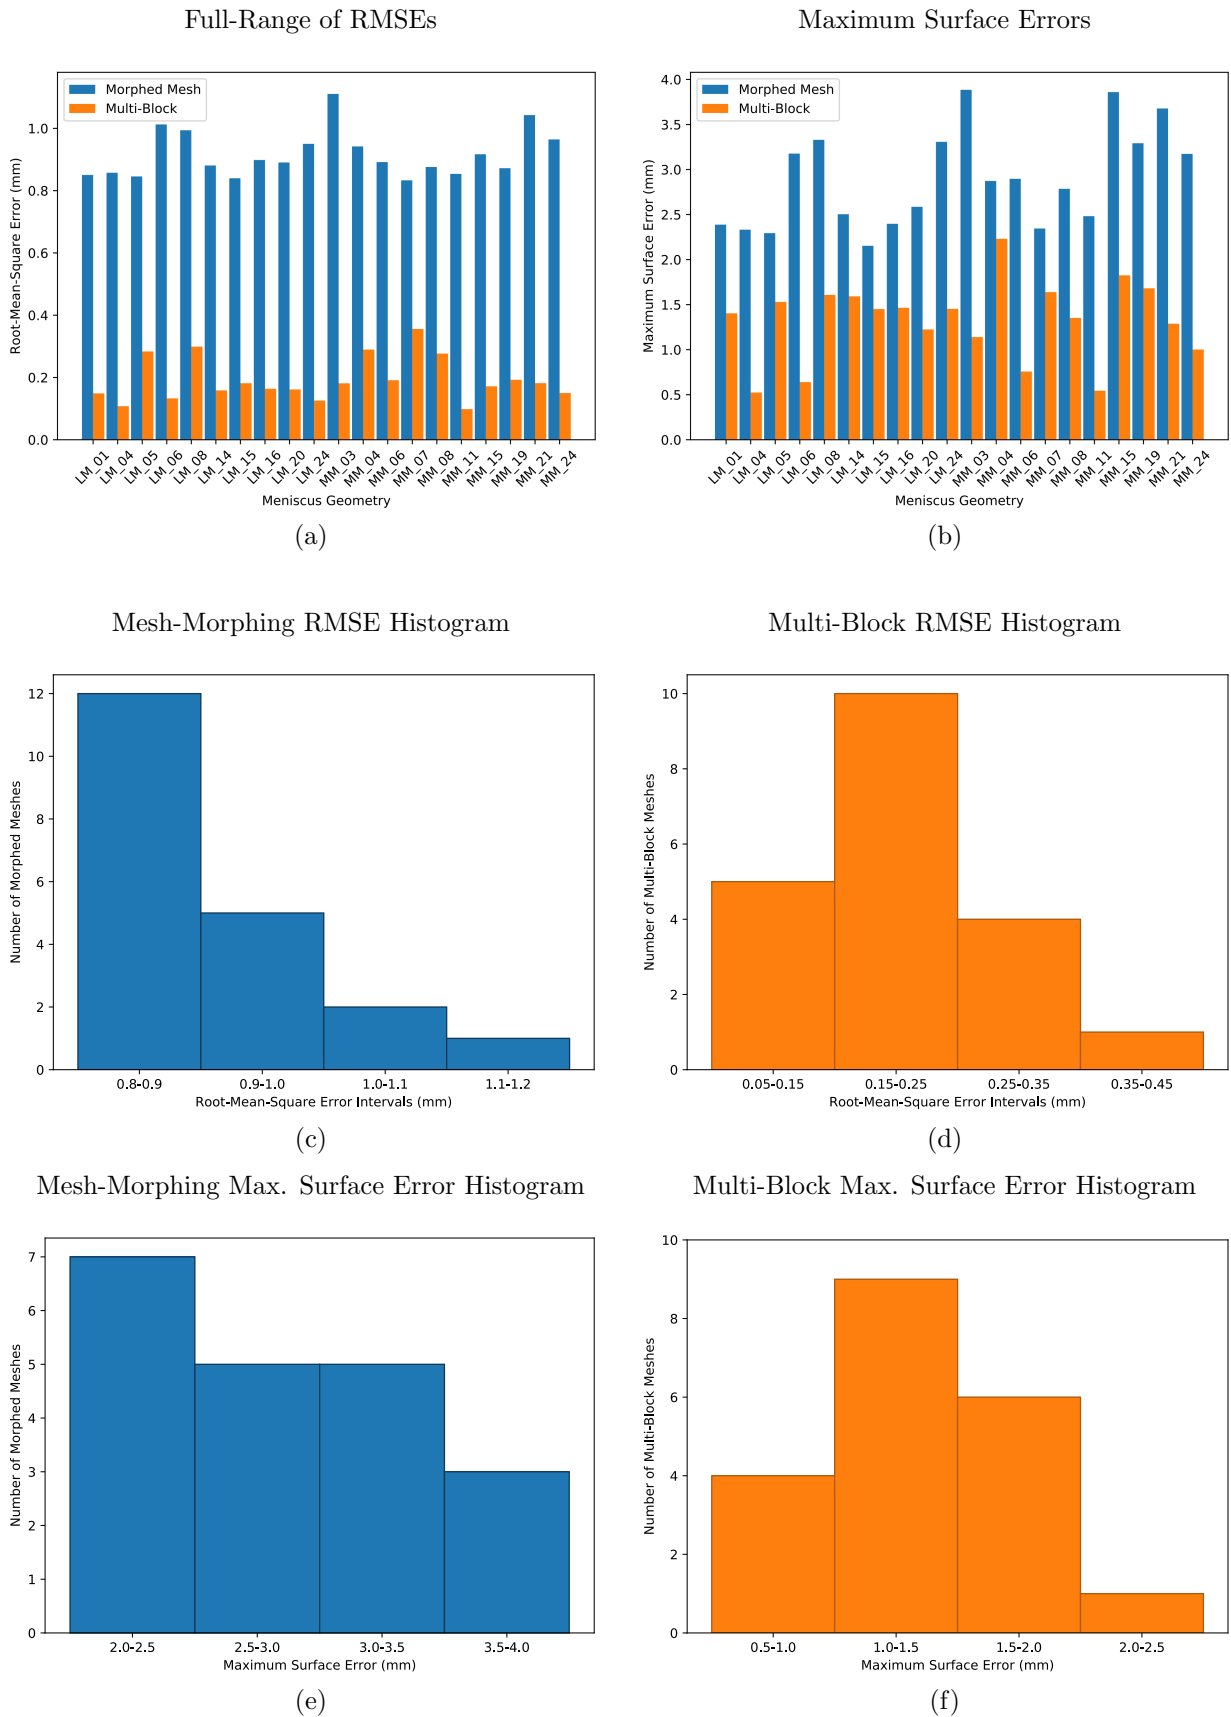 Full-Range of RMSEs
Morphed Mesh
Multi-Block
1.0
0.8
0.6
0.4
0.2
0.0
Root-Mean-Square Error (mm)
LM_01
LM_04
LM_05
LM_06
LM_08
LM_14
LM_15
LM_16
LM_20
LM_24
MM_03
MM_04
MM_06
MM_07
MM_08
MM_11
MM_15
MM_19
MM_21
MM_24
Meniscus Geometry
(a)
Maximum Surface Errors
Morphed Mesh
Multi-Block
4.0
3.5
3.0
2.5
2.0
1.5
1.0
0.5
0.0
Maximum Surface Error (mm)
LM_01
LM_04
LM_05
LM_06
LM_08
LM_14
LM_15
LM_16
LM_20
LM_24
MM_03
MM_04
MM_06
MM_07
MM_08
MM_11
MM_15
MM_19
MM_21
MM_24
Meniscus Geometry
(b)
Mesh-Morphing RMSE Histogram
12
10
8
6
4
2
0
Number of Morphed Meshes
0.8-0.9
0.9-1.0
1.0-1.1
1.1-1.2
Root-Mean-Square Error Intervals (mm)
(c)
Multi-Block RMSE Histogram
10
8
6
4
2
0
Number of Multi-Block Meshes
0.05-0.15
0.15-0.25
0.25-0.35
0.35-0.45
Root-Mean-Square Error Intervals (mm)
(d)
Mesh-Morphing Max. Surface Error Histogram
7
6
5
4
3
2
1
0
Number of Morphed Meshes
2.0-2.5
2.5-3.0
3.0-3.5
3.5-4.0
Maximum Surface Error (mm)
(e)
Multi-Block Max. Surface Error Histogram
10
8
6
4
2
0
Number of Multi-Block Meshes
0.5-1.0
1.0-1.5
1.5-2.0
2.0-2.5
Maximum Surface Error (mm)
(f)